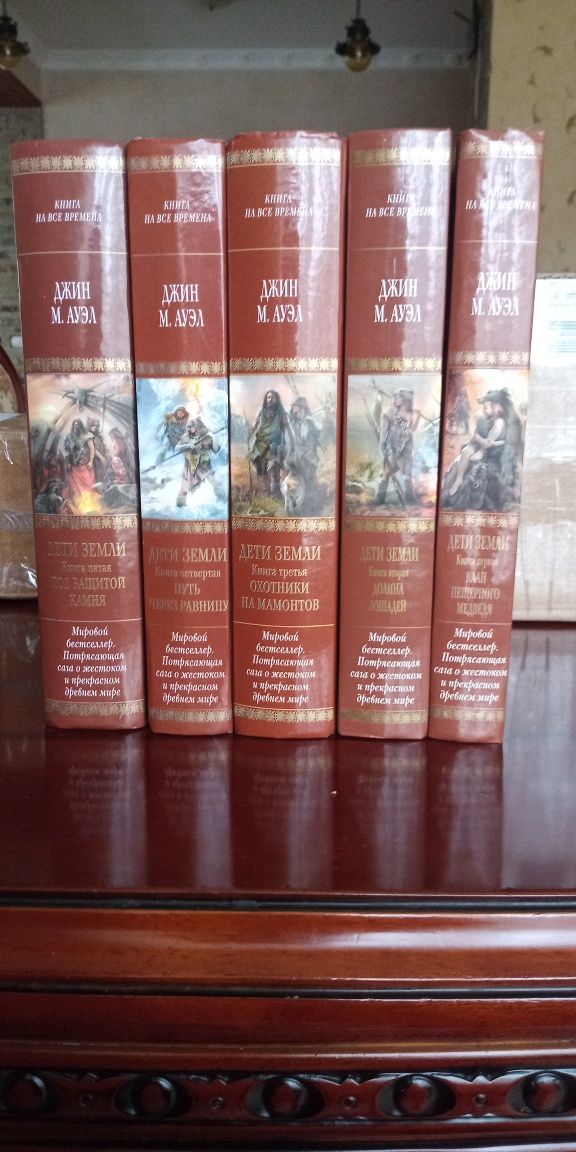 КНИГА
НА ВСЕ ВРЕМЕНА
ДЖИН
М. АУЭЛ
ДЕТИ ЗЕМЛИ
Книга пятая
ПОД ЗАЩИТОЙ
КАМНЯ
Мировой
бестселлер.
Потрясающая
сага о жестоком
и прекрасном
древнем мире
КНИГА
НА ВСЕ ВРЕМЕНА
ДЖИН
М. АУЭЛ
ДЕТИ ЗЕМЛИ
Книга четвертая
ПУТЬ
ЧЕРЕЗ РАВНИНУ
Мировой
бестселлер.
Потрясающая
сага о жестоком
и прекрасном
древнем мире
КНИГА
НА ВСЕ ВРЕМЕНА
ДЖИН
М. АУЭЛ
ДЕТИ ЗЕМЛИ
Книга третья
ОХОТНИКИ
НА МАМОНТОВ
Мировой
бестселлер.
Потрясающая
сага о жестоком
и прекрасном
древнем мире
КНИГА
НА ВСЕ ВРЕМЕНА
ДЖИН
М. АУЭЛ
ДЕТИ ЗЕМЛИ
Книга вторая
ДОЛИНА
ЛОШАДЕЙ
Мировой
бестселлер.
Потрясающая
сага о жестоком
и прекрасном
древнем мире
КНИГА
НА ВСЕ ВРЕМЕНА
ДЖИН
М. АУЭЛ
ДЕТИ ЗЕМЛИ
Книга первая
КЛАН
ПЕЩЕРНОГО
МЕДВЕДЯ
Мировой
бестселлер.
Потрясающая
сага о жестоком
и прекрасном
древнем мире